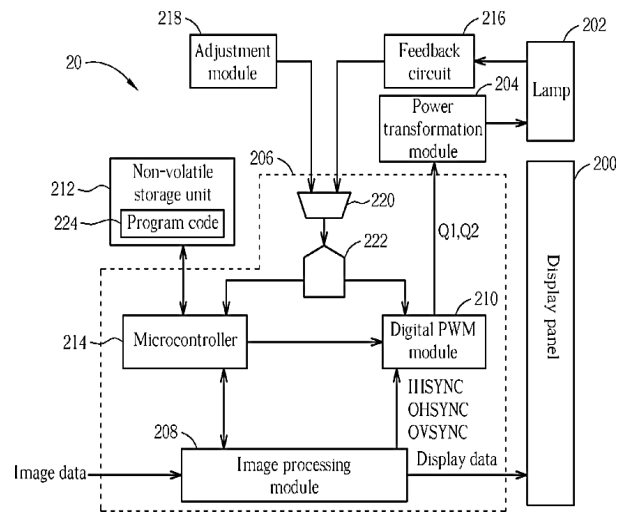 218
216
202
20
Adjustment
module
Feedback
circuit
204
Lamp
Power
transformation
module
206
200
212
Non-volatile
storage unit
224
Program code
220
222
Q1,Q2
Display panel
210
214
Microcontroller
Digital PWM
module
IHSYNC
OHSYNC
OVSYNC
208
Image data
Image processing
module
Display data